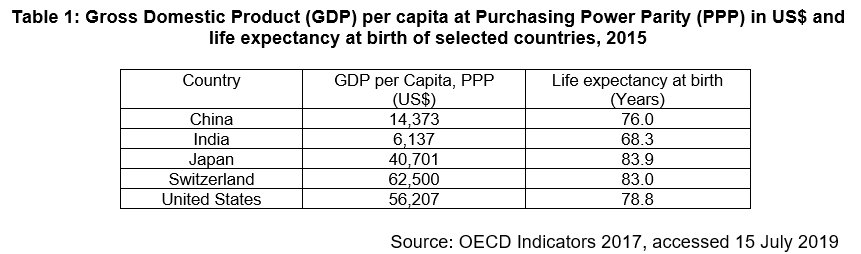 Table 1: Gross Domestic Product (GDP) per capita at Purchasing Power Parity (PPP) in US$ and
life expectancy at birth of selected countries, 2015
Country GDP per Capita, PPP Life expectancy at birth
(US$) (Years)
China 14,373 76.0
India 6,137 68.3
Japan 40,701 83.9
Switzerland 62,500 83.0
United States 56,207 78.8
Source: OECD Indicators 2017, accessed 15 July 2019